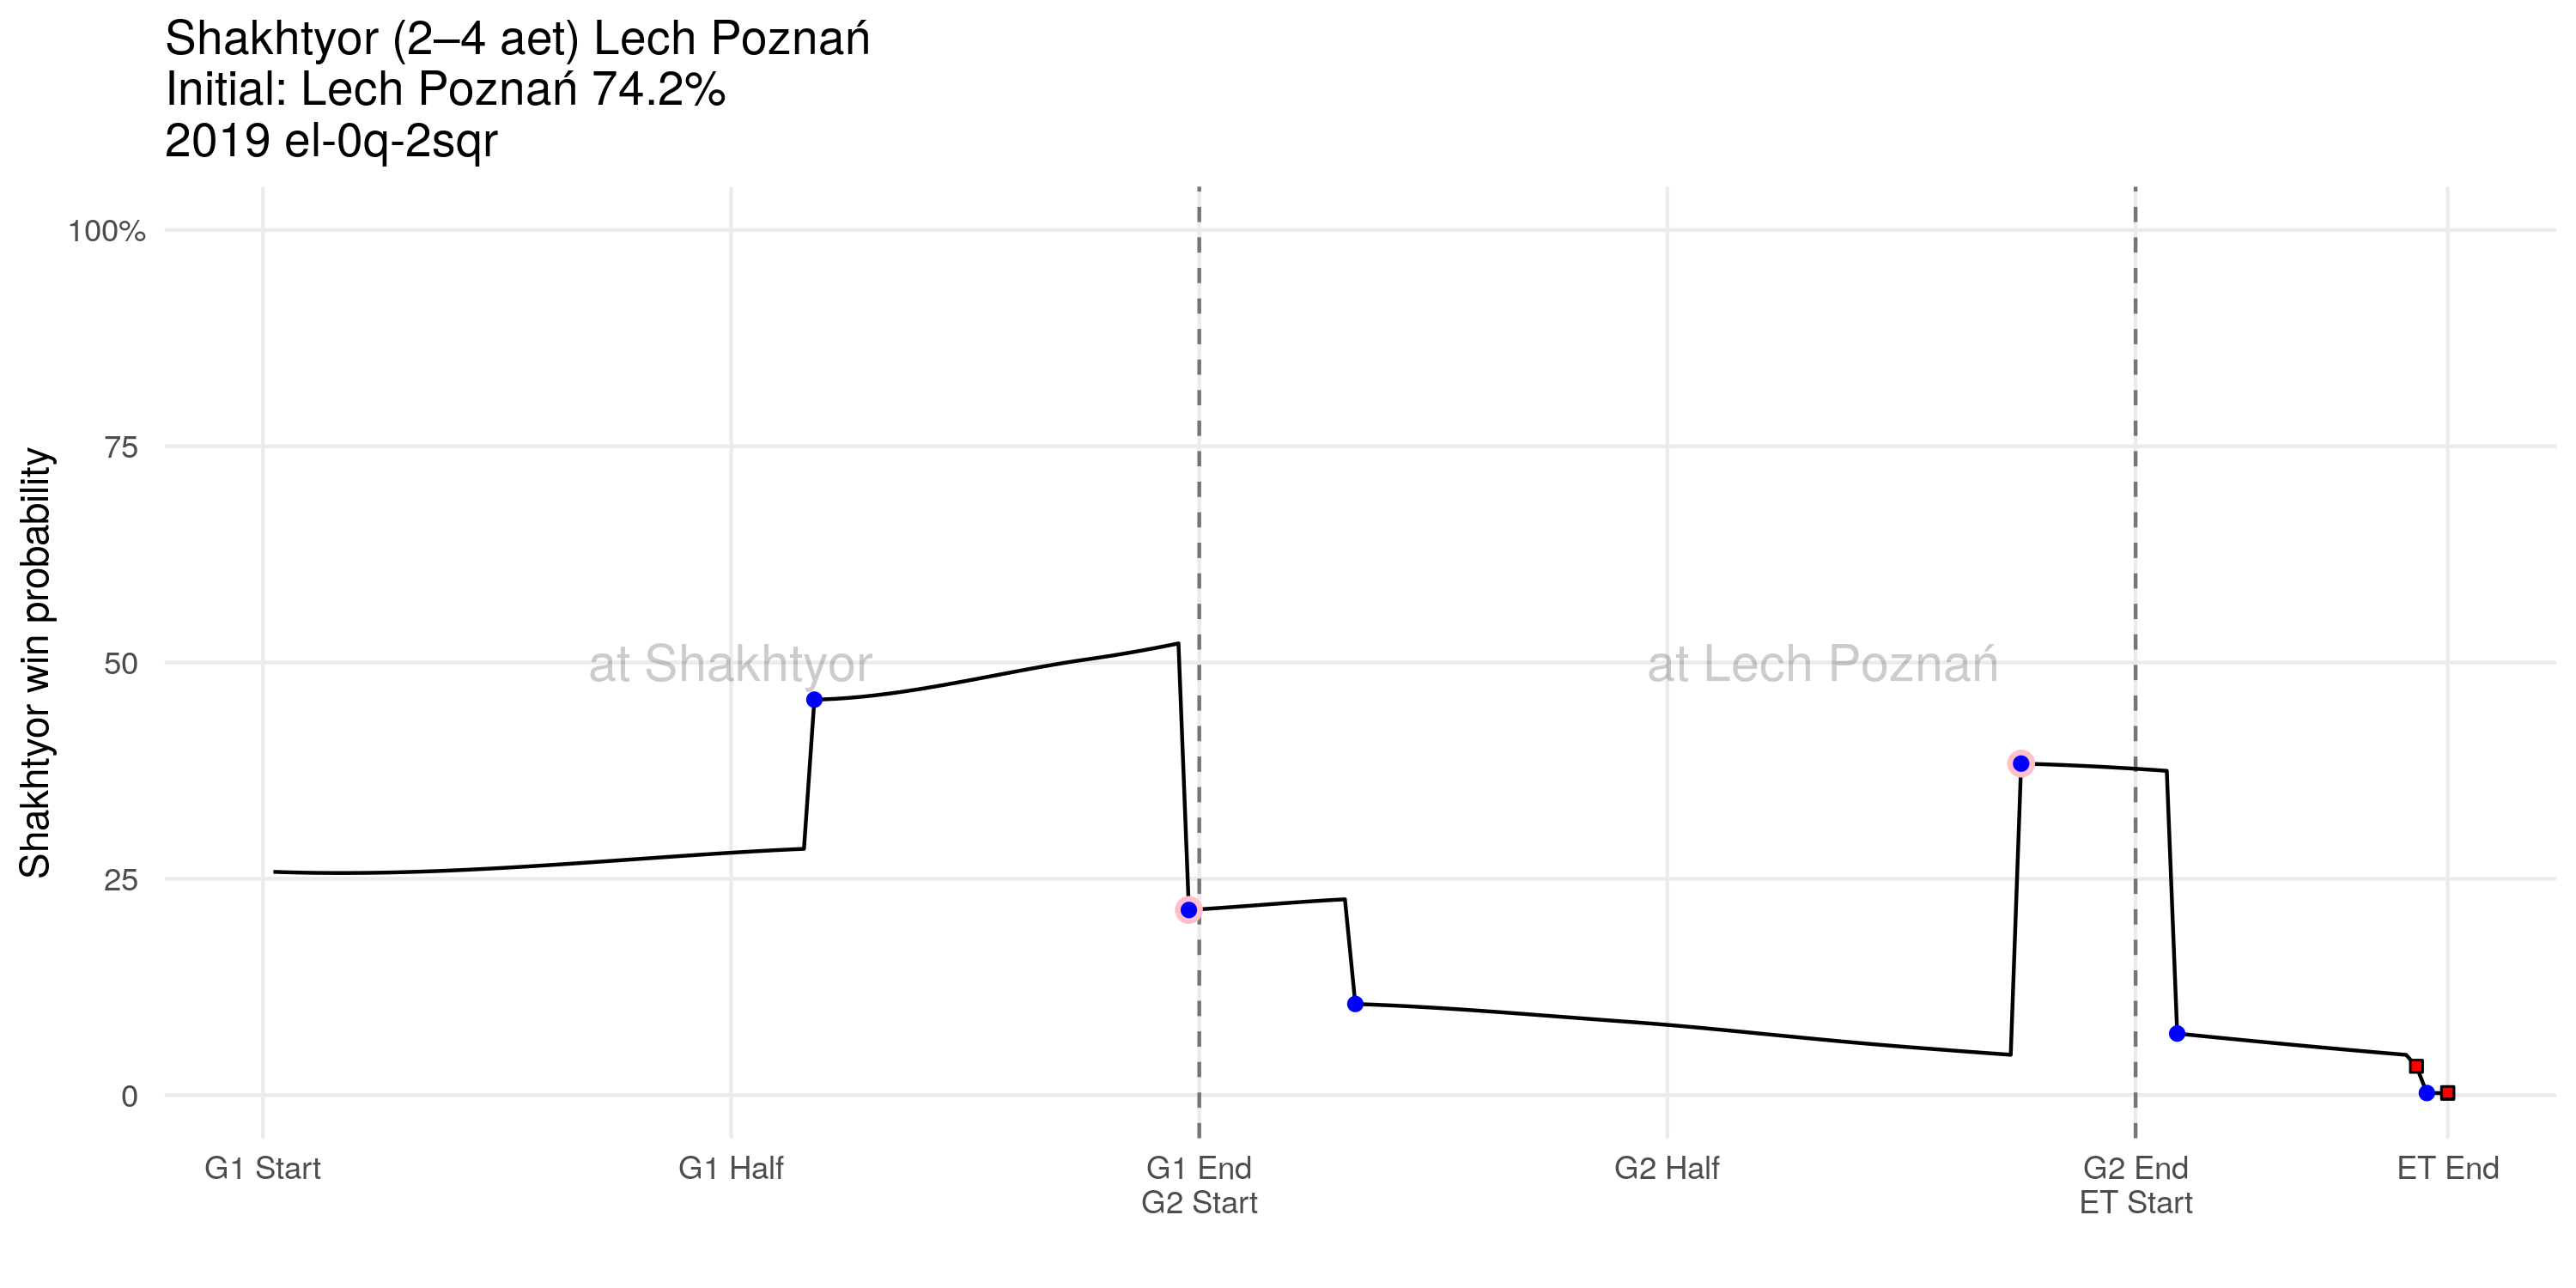 Shakhtyor (2–4 aet) Lech Poznań
Initial: Lech Poznań 74.2%
2019 el-0q-2sqr
Shakhtyor win probability
100%
75
50
25
0
at Shakhtyor
at Lech Poznań
G1 Start
G1 Half
G1 End
G2 Start
G2 Half
G2 End
ET Start
ET End